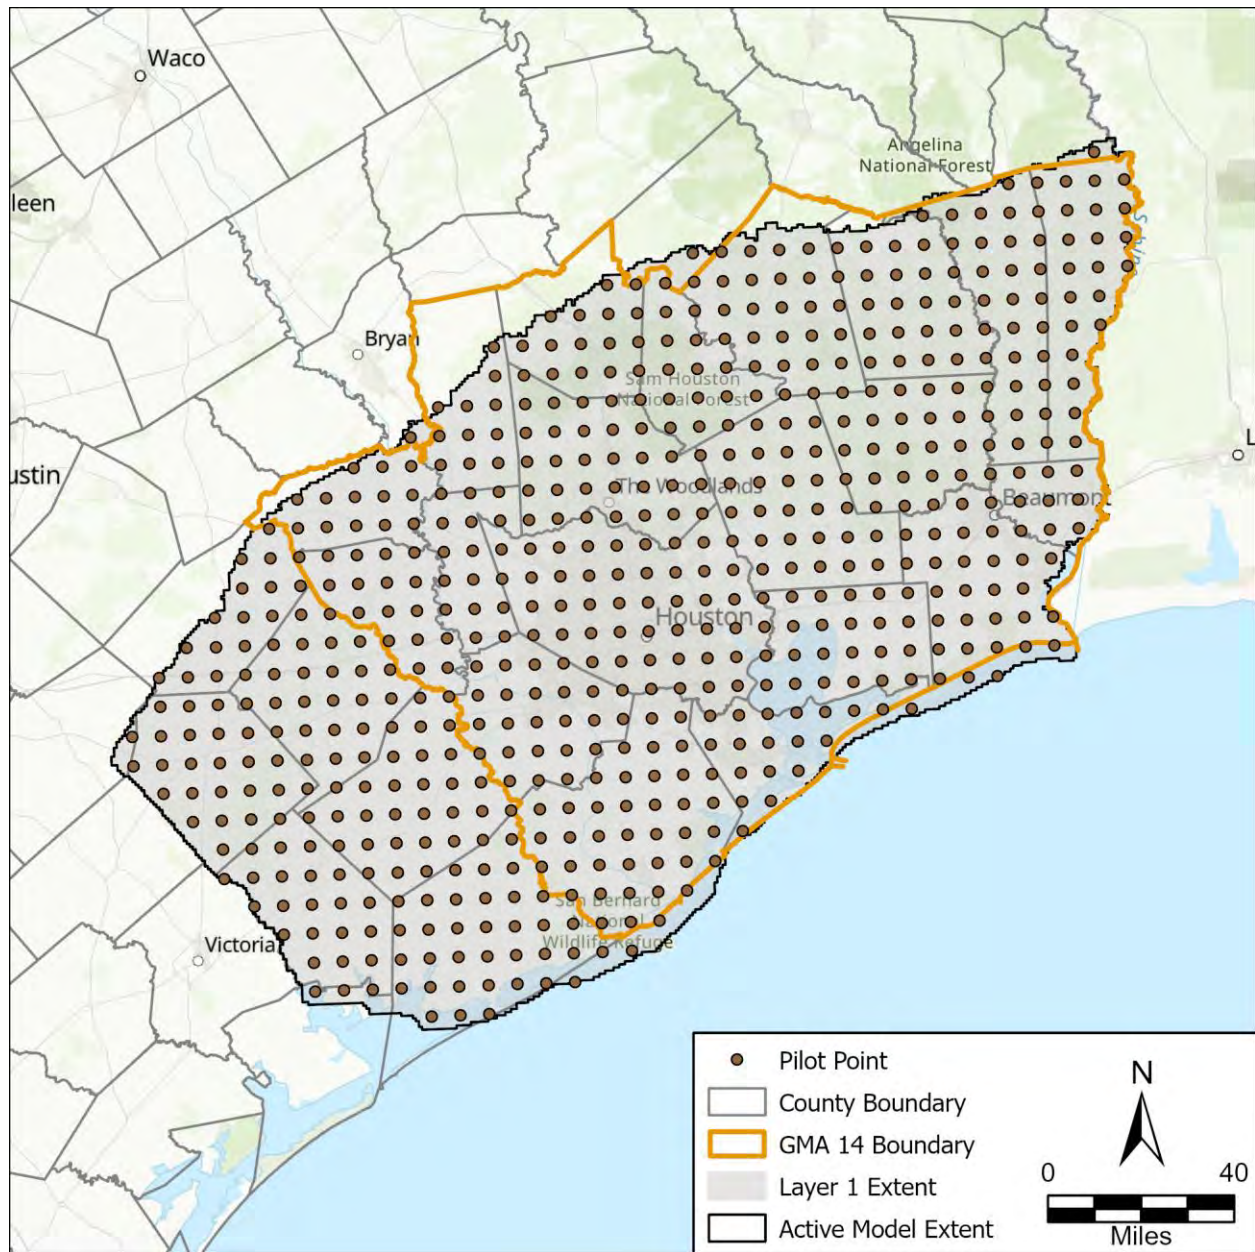 Waco
Angelina
National Forest
leen
Sabine
Bryan
Sam Houston
National Forest
L
ustin
The Woodlands
Beaumont
Houston
San Bernard
National
Wildlife Refuge
Victoria
Pilot Point
County Boundary
GMA 14 Boundary
Layer 1 Extent
Active Model Extent
N
0
40
Miles